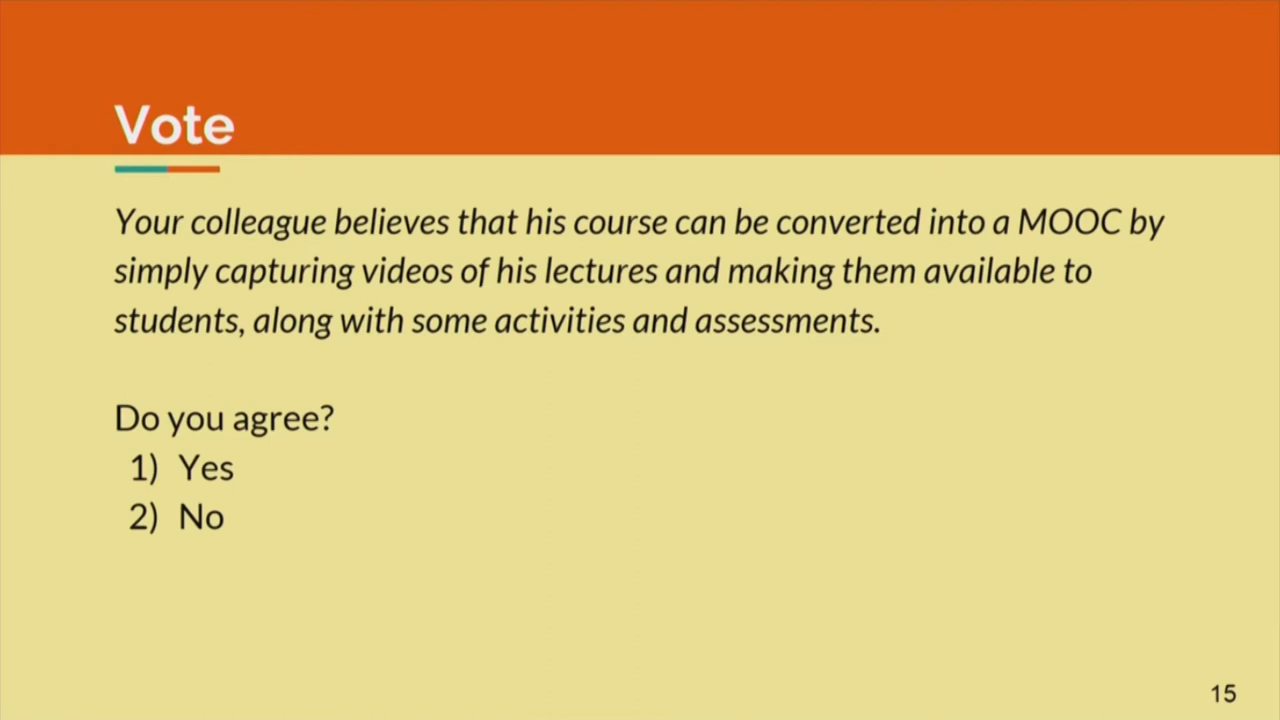 Vote
Your colleague believes that his course can be converted into a MOOC by
simply capturing videos of his lectures and making them available to
students, along with some activities and assessments.
Do you agree?
1) Yes
2) No
15